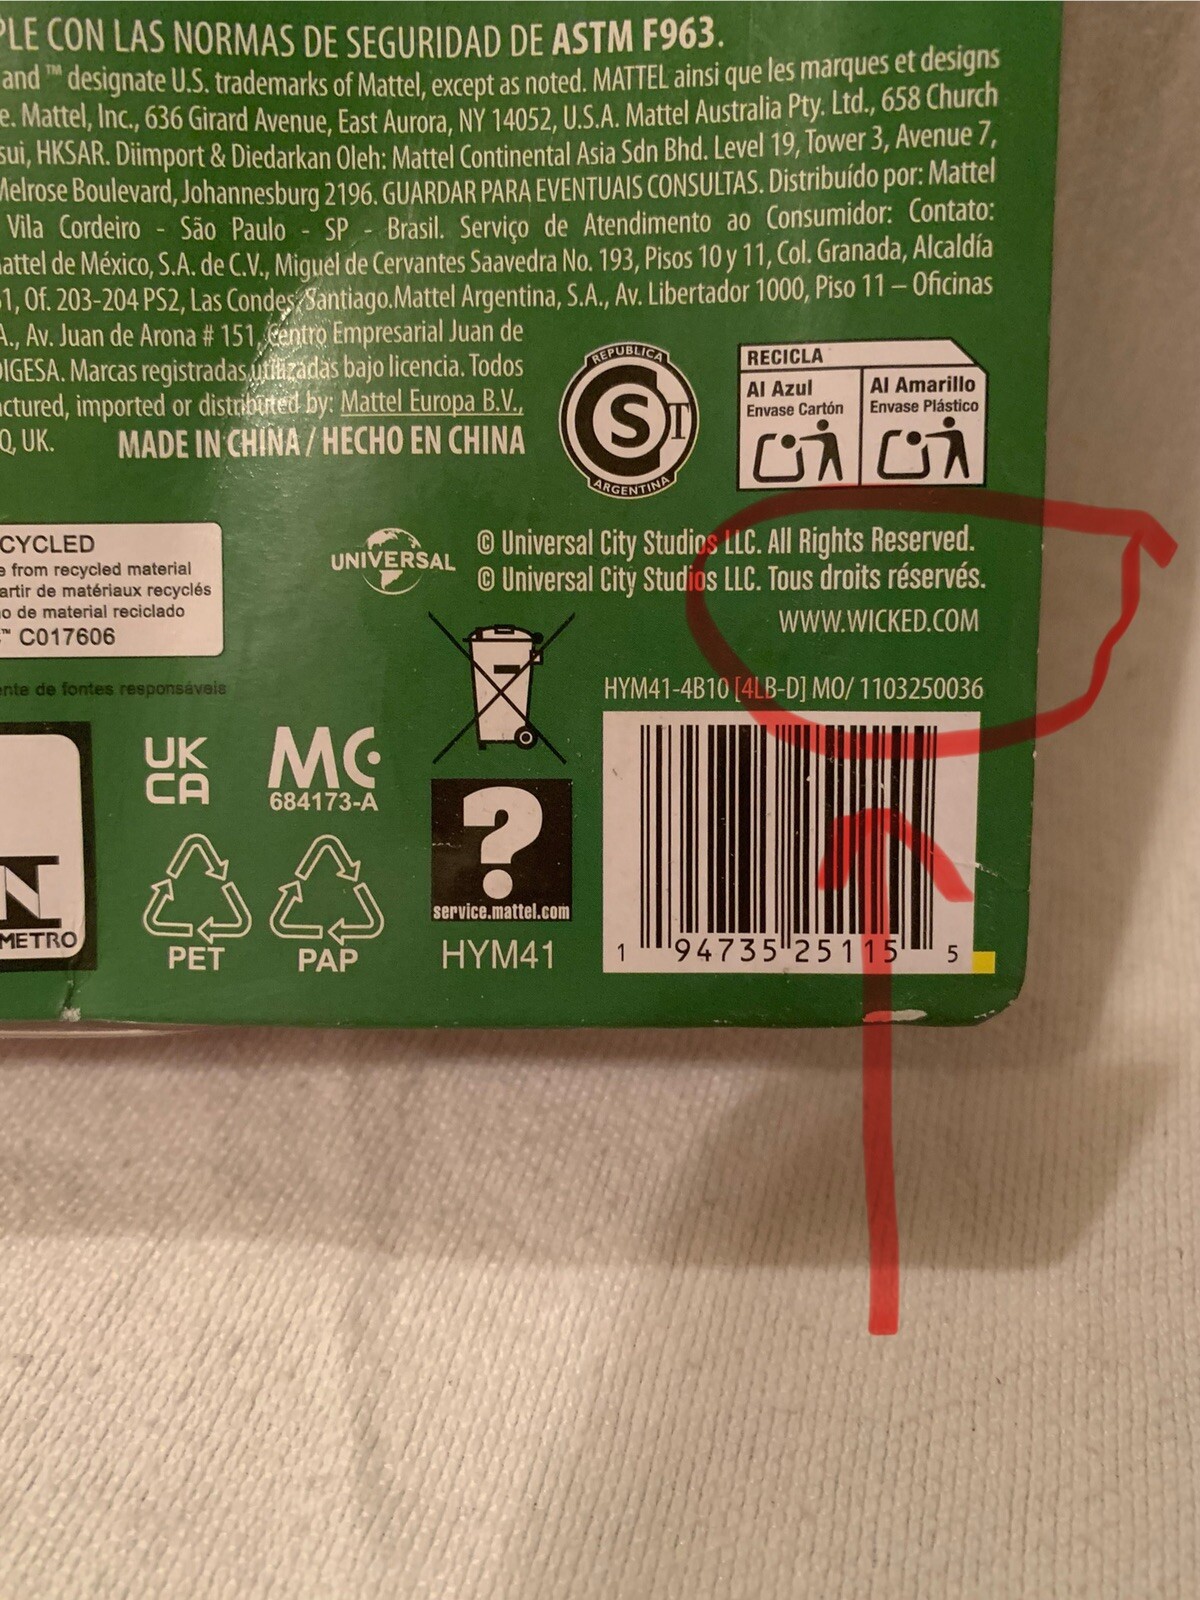 PLE CON LAS NORMAS DE SEGURIDAD DE ASTM F963.
and ™ designate U.S. trademarks of Mattel, except as noted. MATTEL ainsi que les marques et designs
e. Mattel, Inc., 636 Girard Avenue, East Aurora, NY 14052, U.S.A. Mattel Australia Pty. Ltd., 658 Church
sui, HKSAR. Diimport & Diedarkan Oleh: Mattel Continental Asia Sdn Bhd. Level 19, Tower 3, Avenue 7,
Melrose Boulevard, Johannesburg 2196. GUARDAR PARA EVENTUAIS CONSULTAS. Distribuído por: Mattel
Vila Cordeiro - São Paulo - SP - Brasil. Serviço de Atendimento ao Consumidor: Contato:
attel de México, S.A. de C.V., Miguel de Cervantes Saavedra No. 193, Pisos 10 y 11, Col. Granada, Alcaldía
1, Of. 203-204 PS2, Las Condes, Santiago.Mattel Argentina, S.A., Av. Libertador 1000, Piso 11 – Oficinas
A., Av. Juan de Arona # 151, Centro Empresarial Juan de
DIGESA. Marcas registradas utilizadas bajo licencia. Todos
actured, imported or distributed by: Mattel Europa B.V.,
Q, UK.
MADE IN CHINA / HECHO EN CHINA
REPUBLICA
S T
ARGENTINA
RECICLA
Al Azul
Envase Cartón
Al Amarillo
Envase Plástico
CYCLED
e from recycled material
artir de matériaux recyclés
o de material reciclado
™ C017606
ente de fontes responsáveis
UNIVERSAL
© Universal City Studios LLC. All Rights Reserved.
© Universal City Studios LLC. Tous droits réservés.
WWW.WICKED.COM
HYM41-4B10 [4LB-D] MO/ 1103250036
N
METRO
UK
CA
684173-A
PET
PAP
?
service.mattel.com
HYM41
1 94735 25115 5